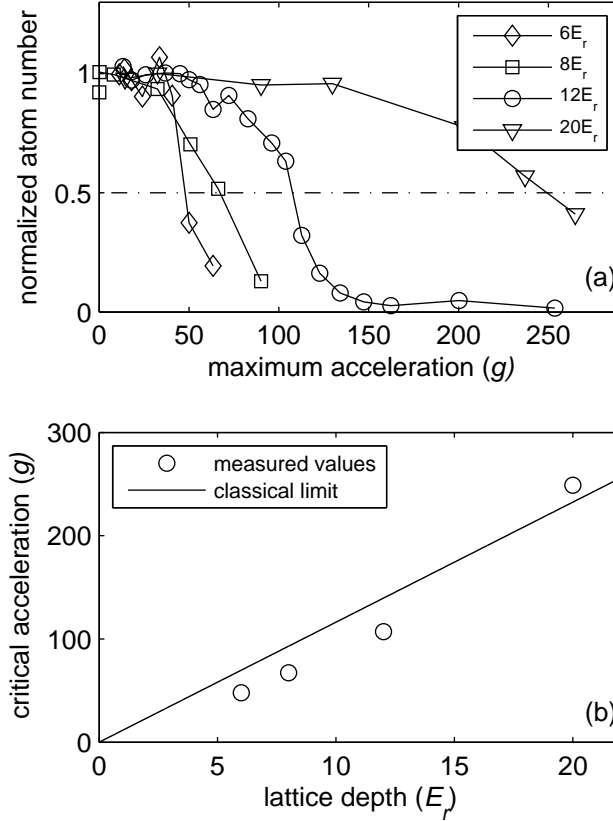 6E_r
8E_r
12E_r
20E_r
normalized atom number
1
0.5
0
(a)
0 50 100 150 200 250
maximum acceleration (g)
300
200
100
0
measured values
classical limit
critical acceleration (g)
(b)
0 5 10 15 20
lattice depth (E_r)